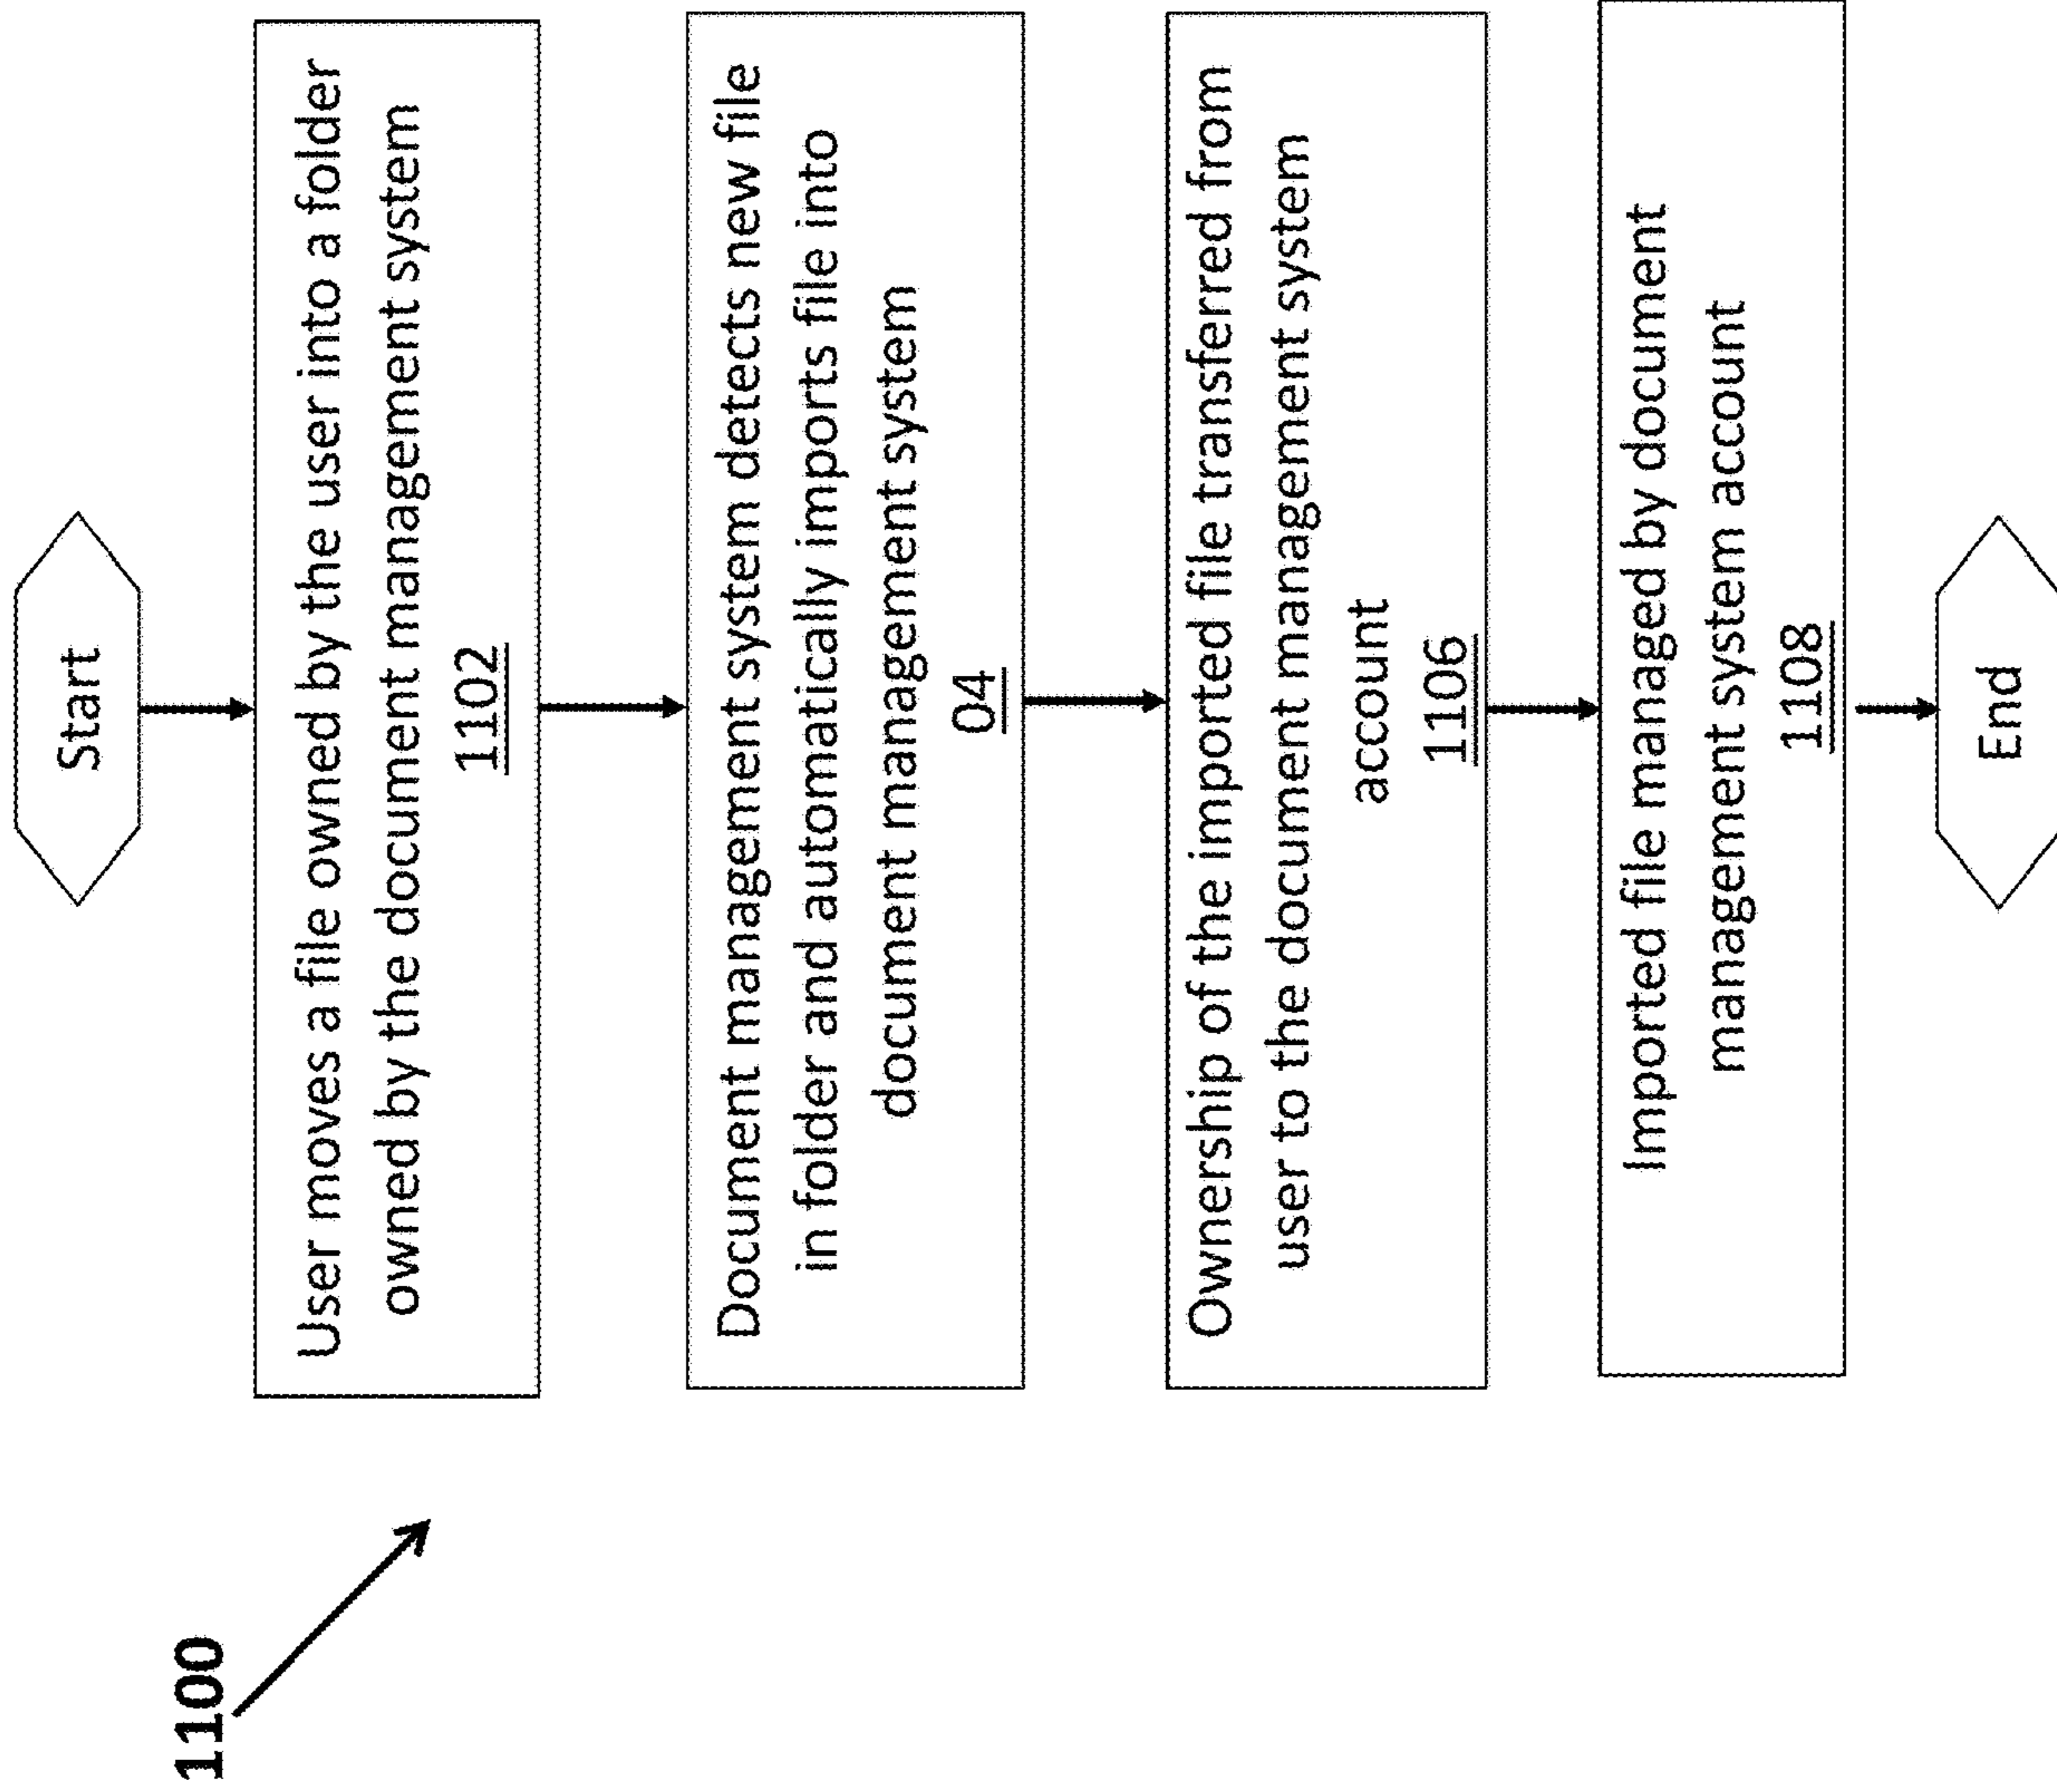 1100
Start
User moves a file owned by the user into a folder
owned by the document management system
1102
Document management system detects new file
in folder and automatically imports file into
document management system
04
Ownership of the imported file transferred from
user to the document management system
account
1106
Imported file managed by document
management system account
1108
End